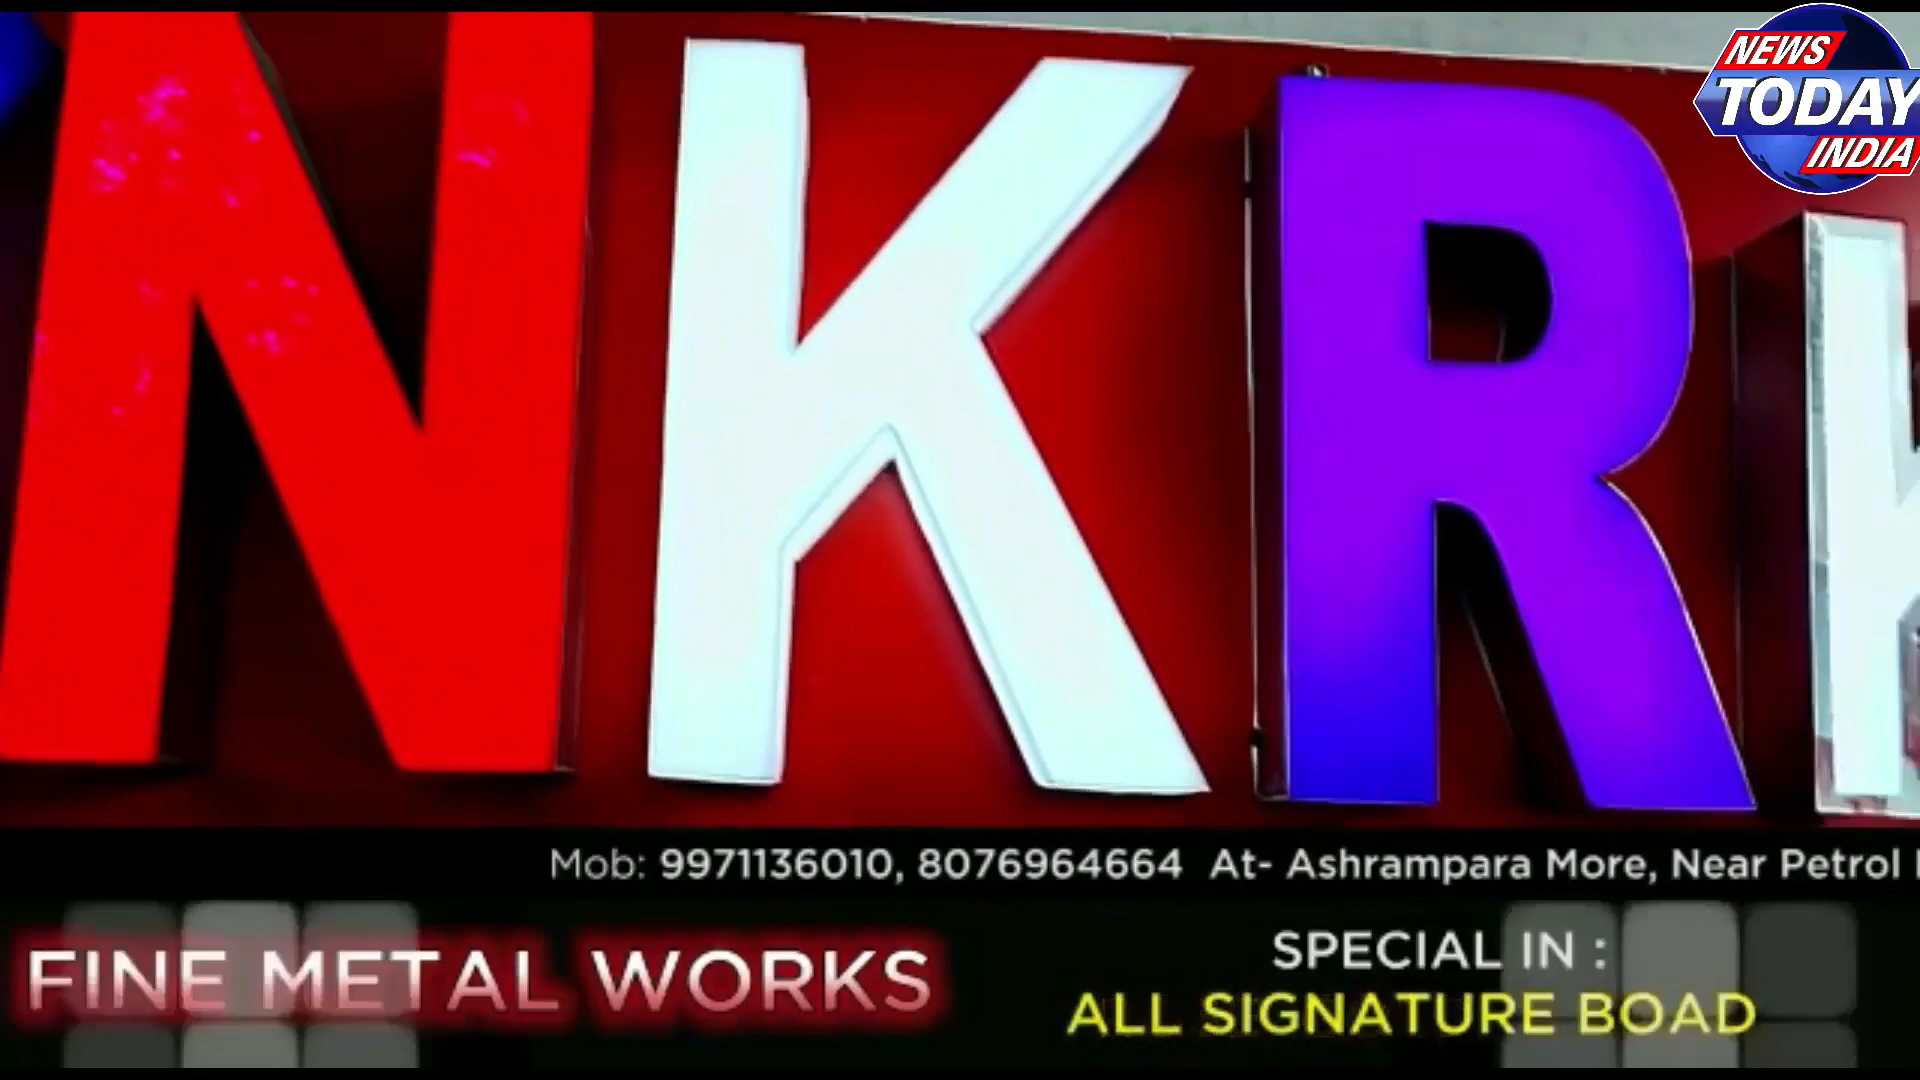 NEWS
TODAY
INDIA
NKR
Mob: 9971136010, 8076964664 At- Ashrampara More, Near Petrol
FINE METAL WORKS
SPECIAL IN :
ALL SIGNATURE BOAD